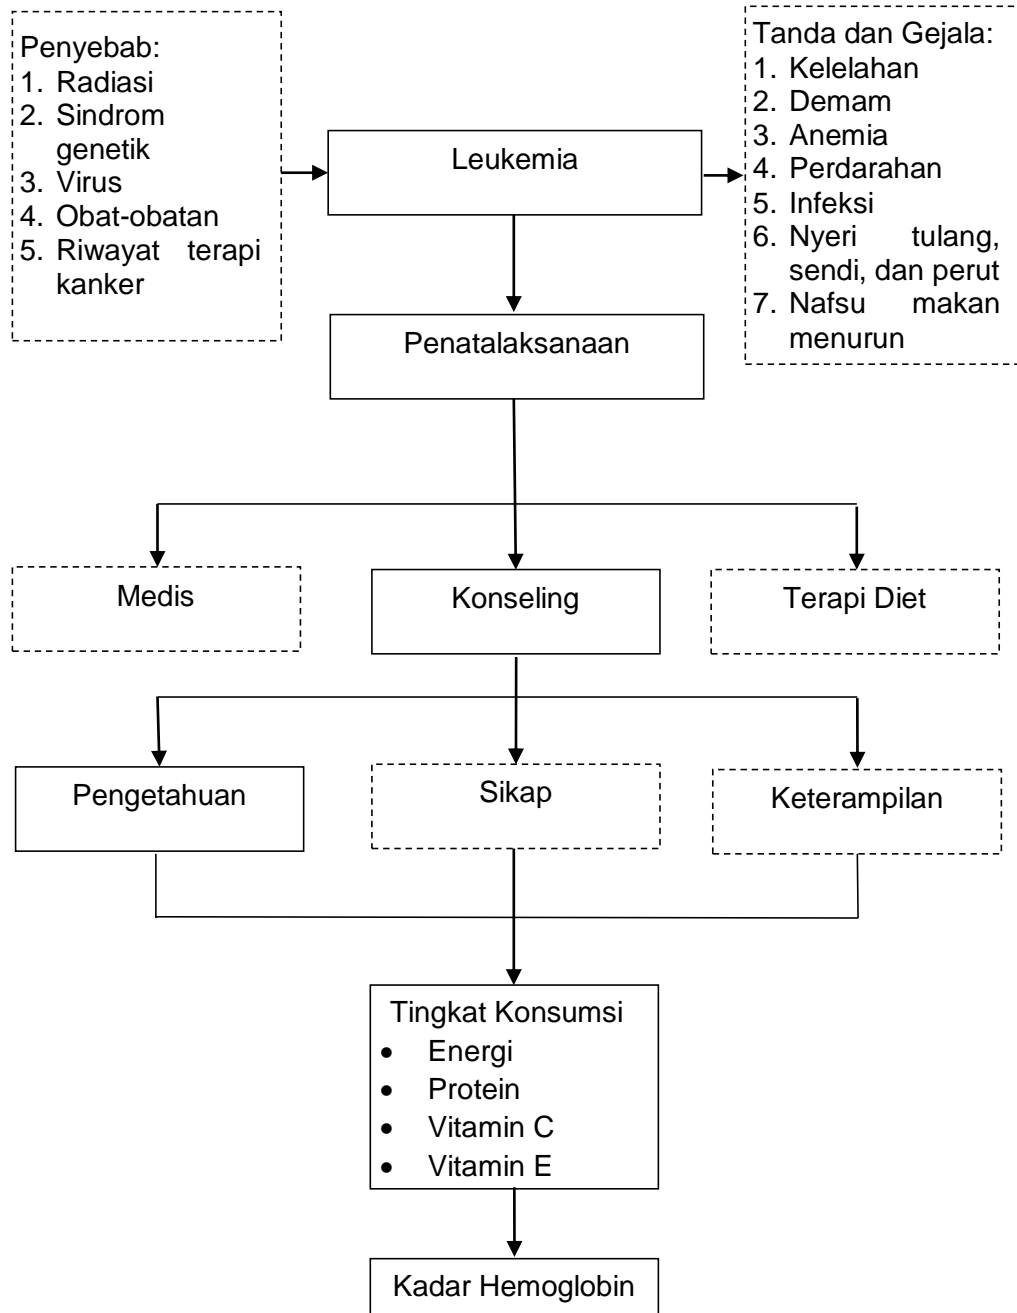 Penyebab:
1. Radiasi
2. Sindrom
genetik
3. Virus
4. Obat-obatan
5. Riwayat terapi
kanker
Leukemia
Tanda dan Gejala:
1. Kelelahan
2. Demam
3. Anemia
4. Perdarahan
5. Infeksi
6. Nyeri tulang,
sendi, dan perut
7. Nafsu makan
menurun
Penatalaksanaan
Medis
Konseling
Terapi Diet
Pengetahuan
Sikap
Keterampilan
Tingkat Konsumsi
• Energi
• Protein
• Vitamin C
• Vitamin E
Kadar Hemoglobin